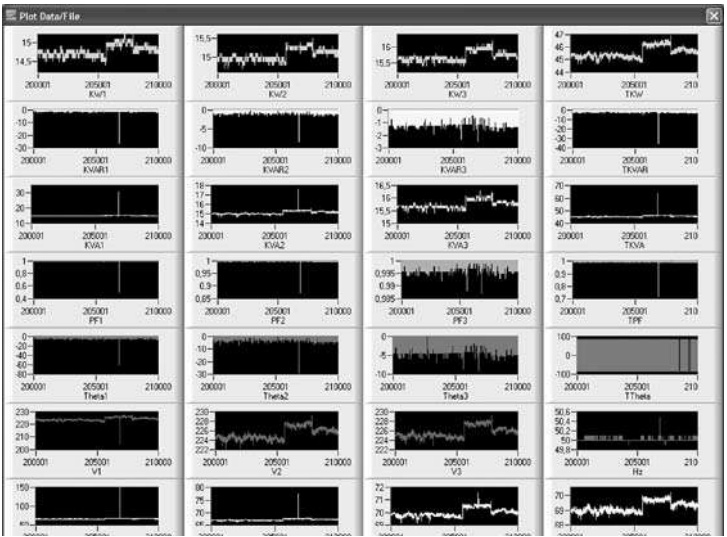 Plot Data/File
15 14,5 200001 205001 210000 KW1
15,5 15 200001 205001 210000 KW2
16 15,5 200001 205001 210000 KW3
47 46 45 44 200001 205001 210 TKW
0 -10 -20 -30 200001 205001 210000 KVAR1
0 -5 -10 200001 205001 210000 KVAR2
0 -1 -2 -3 200001 205001 210000 KVAR3
0 -10 -20 -30 -40 200001 205001 210 TKVAR
30 20 10 200001 205001 210000 KVA1
18 17 16 15 14 200001 205001 210000 KVA2
16,5 16 15,5 15 200001 205001 210000 KVA3
70 60 50 40 200001 205001 210 TKVA
1 0,8 0,6 0,4 200001 205001 210000 PF1
1 0,95 0,9 0,85 200001 205001 210000 PF2
1 0,995 0,99 0,985 200001 205001 210000 PF3
1 0,9 0,8 0,7 200001 205001 210 TPF
0 -20 -40 -60 -80 200001 205001 210000 Theta1
0 -10 -20 -30 200001 205001 210000 Theta2
0 -5 -10 200001 205001 210000 Theta3
100 0 -100 200001 205001 210 TTheta
230 220 210 200 200001 205001 210000 V1
230 228 226 224 222 200001 205001 210000 V2
230 228 226 224 222 200001 205001 210000 V3
50,6 50,4 50,2 50 49,8 200001 205001 210 Hz
150 100
80 75 70
72 71 70 69
70 69 68